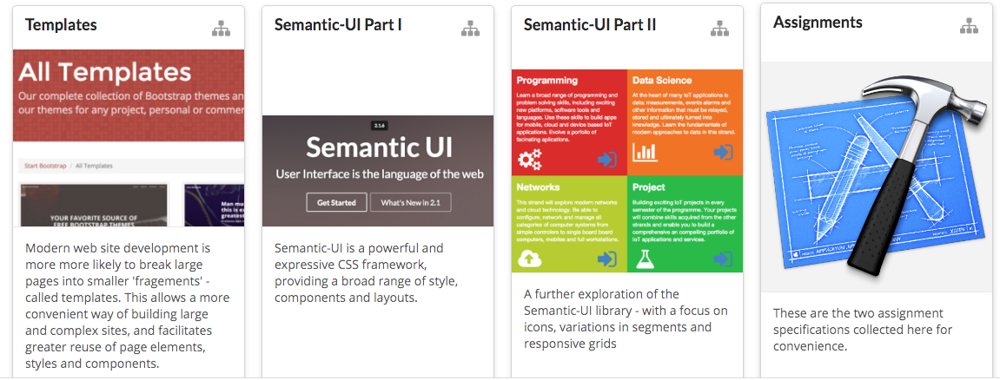 Templates
All Templates
Our complete collection of Bootstrap themes an
our themes for any project, personal or commer
Start Bootstrap / All Templates
YOUR FAVORITE SOURCE OF
FREE BOOTSTRAP THEMES
Man mu
this is e
greatest
Modern web site development is
more more likely to break large
pages into smaller 'fragements' -
called templates. This allows a more
convenient way of building large
and complex sites, and facilitates
greater reuse of page elements,
styles and components.
Semantic-UI Part I
2.1.6
Semantic UI
User Interface is the language of the web
Get Started
What's New in 2.1
Semantic-UI is a powerful and
expressive CSS framework,
providing a broad range of style,
components and layouts.
Semantic-UI Part II
Programming
Learn a broad range of programming and
problem solving skills, including exciting
new platforms, software tools and
languages. Use these skills to build apps
for mobile, cloud and device based IoT
applications. Evolve a porfolio of
facinating aplications.
Data Science
At the heart of many IoT applications is
data: measurements, events alarms and
other information that must be relayed,
stored and ultimately turned into
knowledge. Learn the fundamentals of
modern approaches to data in this strand.
Networks
This strand will explore modern networks
and cloud technology. Be able to
configure, network and manage all
categories of computer systems from
simple controlers to single board board
computers, mobiles and full workstations.
Project
Building exciting IoT projects in every
semester of the programme. Your projects
will combine skills acquired from the other
strands and enable you to build a
comprehensive an compelling portfolio of
IoT applications and services.
A further exploration of the
Semantic-UI library - with a focus on
icons, variations in segments and
responsive grids
Assignments
These are the two assignment
specifications collected here for
convenience.